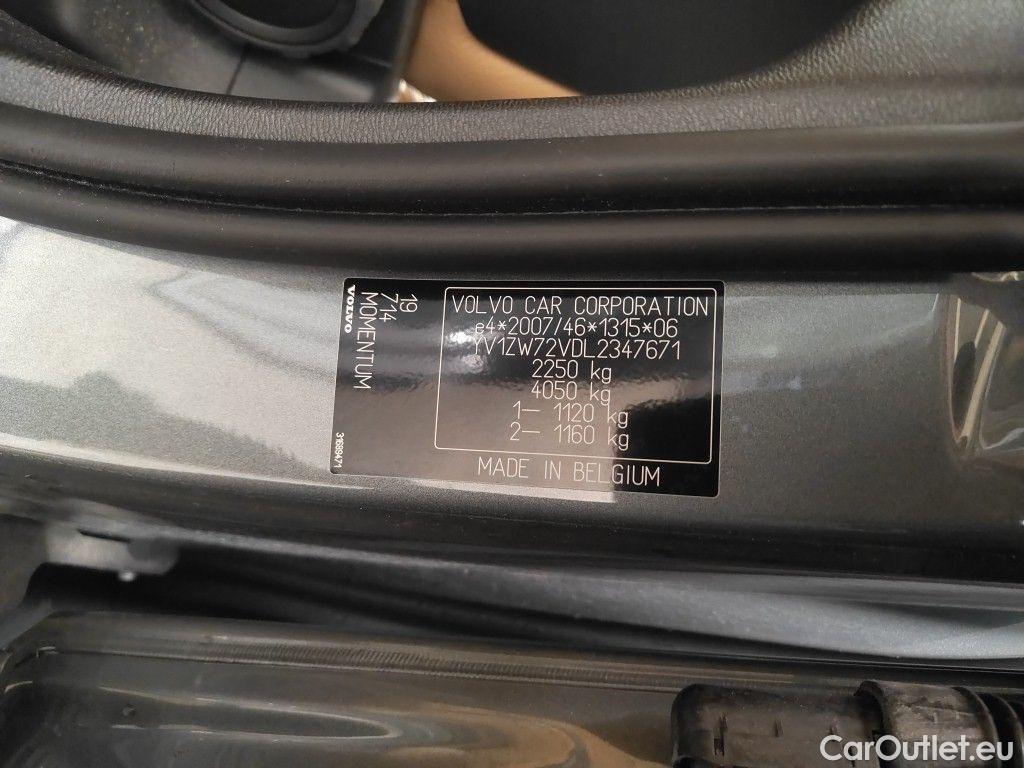 VOLVO CAR CORPORATION
e4*2007/46*1315*06
YV1ZW72VDL2347671
2250 kg
4050 kg
1— 1120 kg
2— 1160 kg
MADE IN BELGIUM
19
714
MOMENTUM
VOLVO
31689471
CarOutlet.eu